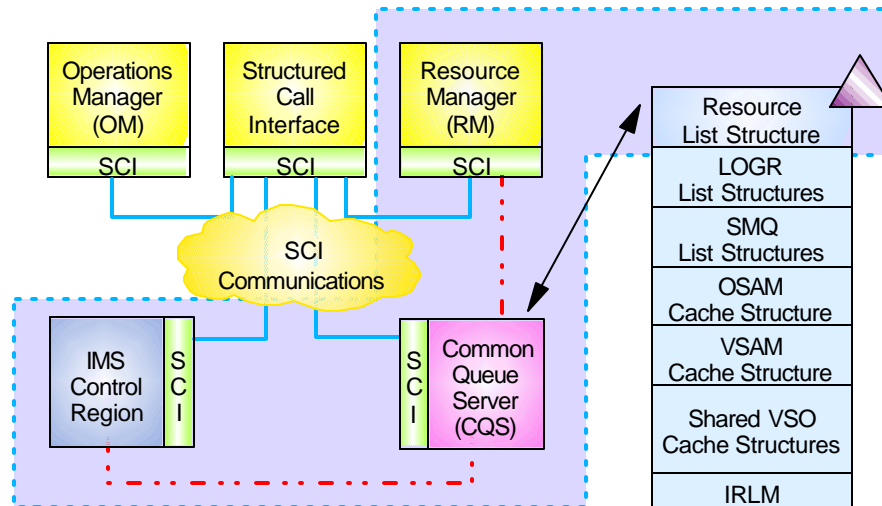 Operations
Manager
(OM)
SCI
Structured
Call
Interface
SCI
Resource
Manager
(RM)
SCI
SCI
Communications
IMS
Control
Region
S
C
I
S
C
I
Common
Queue
Server
(CQS)
Resource
List Structure
LOGR
List Structures
SMQ
List Structures
OSAM
Cache Structure
VSAM
Cache Structure
Shared VSO
Cache Structures
IRLM